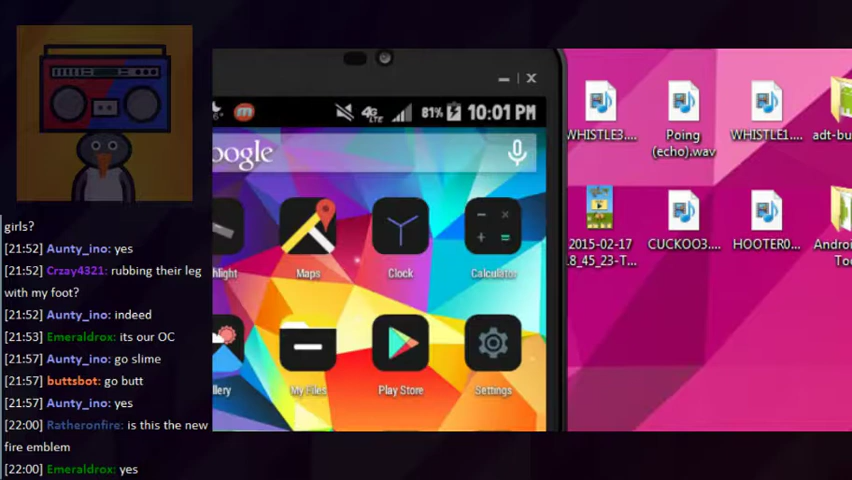 girls?
[21:52] Aunty_ino: yes
[21:52] Crzay4321: rubbing their leg
with my foot?
[21:52] Aunty_ino: indeed
[21:53] Emeraldrox: its our OC
[21:57] Aunty_ino: go slime
[21:57] buttsbot: go butt
[21:57] Aunty_ino: yes
[22:00] Ratheronfire: is this the new
fire emblem
[22:00] Emeraldrox: yes
4G LTE 81% 10:01 PM
oogle
hlight Maps Clock Calculator
llery My Files Play Store Settings
WHISTLE3.... Poing WHISTLE1.... adt-bu
(echo).wav
2015-02-17 CUCKOO3.... HOOTER0... Androi
18_45_23-T... Too